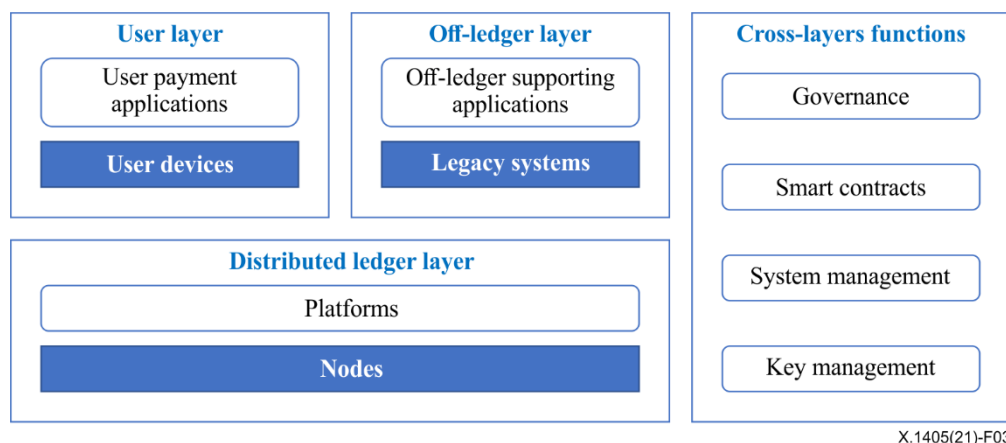 User layer
User payment
applications
User devices
Off-ledger layer
Off-ledger supporting
applications
Legacy systems
Distributed ledger layer
Platforms
Nodes
Cross-layers functions
Governance
Smart contracts
System management
Key management
X.1405(21)-F03